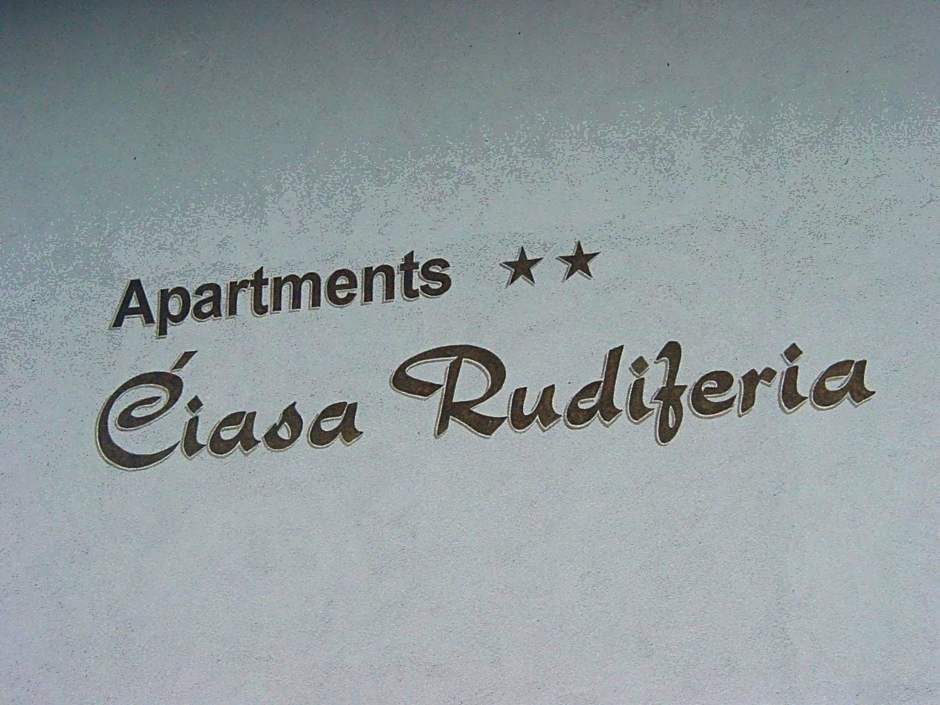 Apartments ★★
Ćiasa Rudiferia